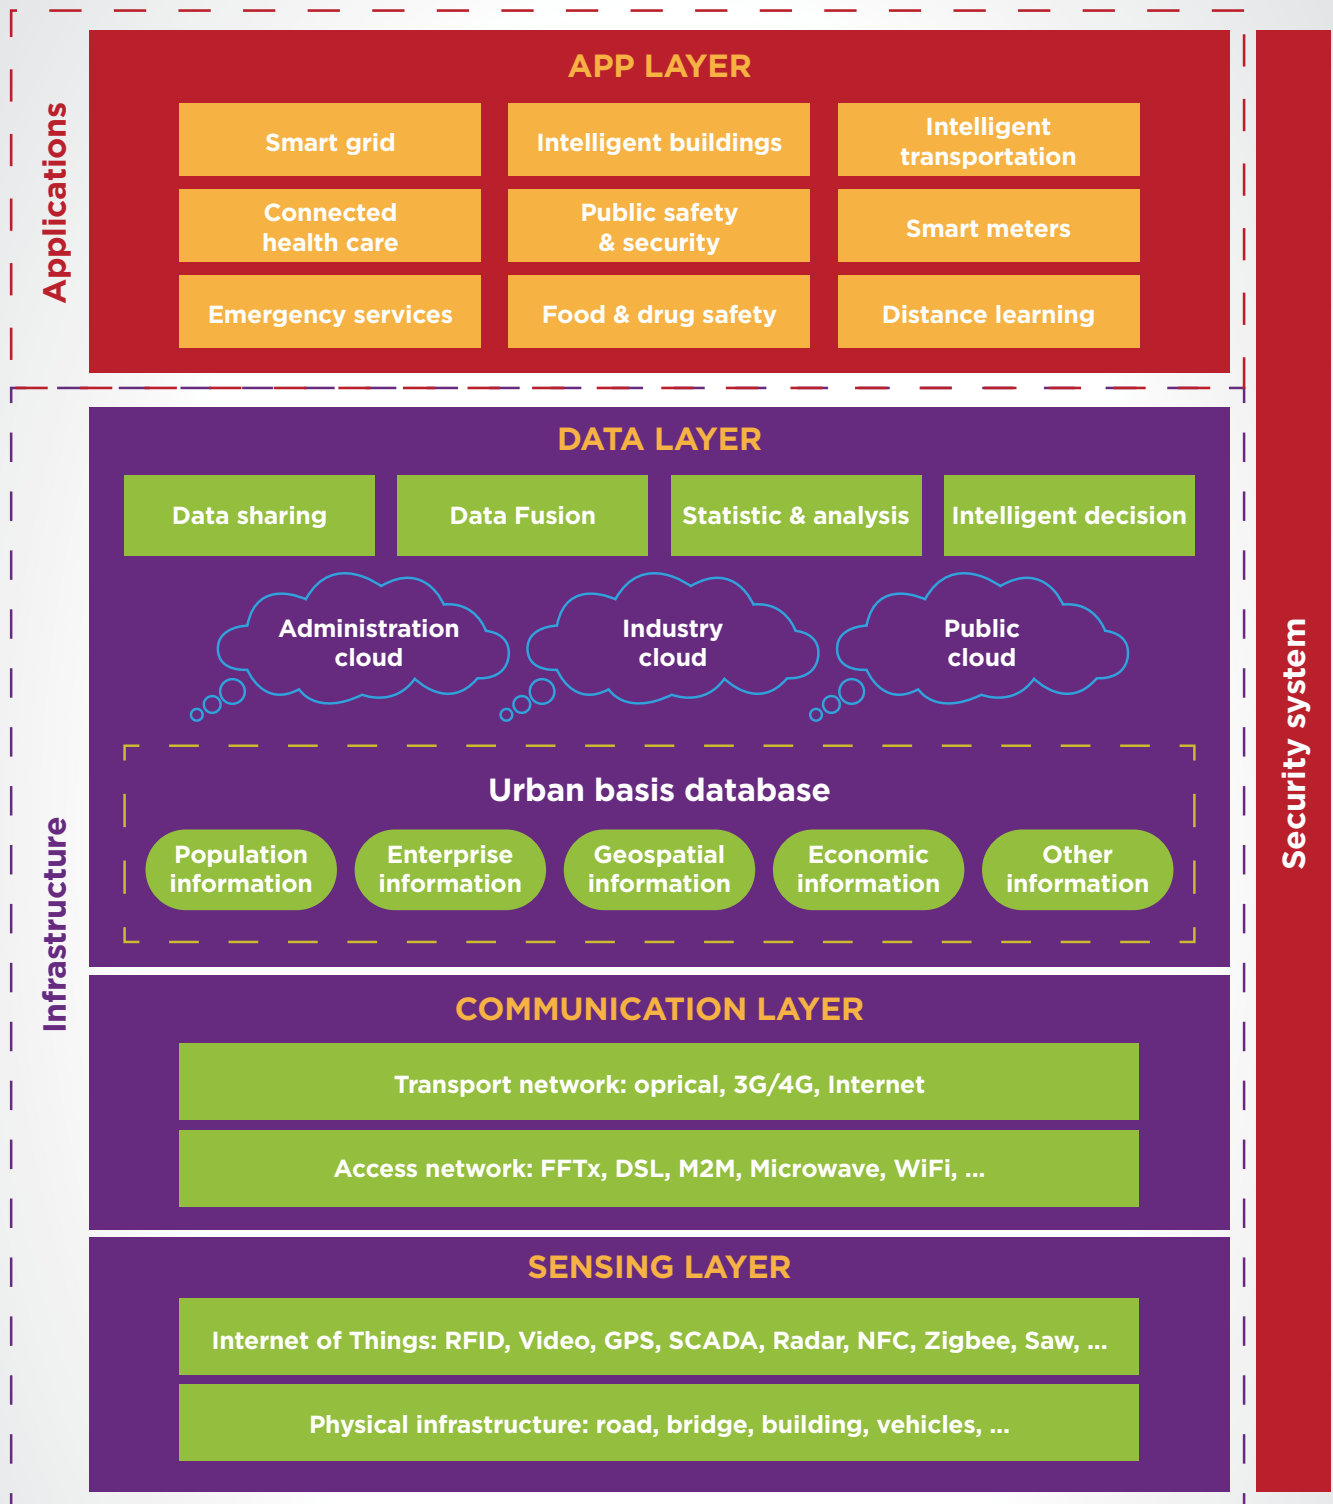 APP LAYER
Applications
Smart grid
Intelligent buildings
Intelligent
transportation
Connected
health care
Public safety
& security
Smart meters
Emergency services
Food & drug safety
Distance learning
Infrastructure
DATA LAYER
Data sharing
Data Fusion
Statistic & analysis
Intelligent decision
Administration
cloud
Industry
cloud
Public
cloud
Urban basis database
Population
information
Enterprise
information
Geospatial
information
Economic
information
Other
information
COMMUNICATION LAYER
Transport network: oprical, 3G/4G, Internet
Access network: FFTx, DSL, M2M, Microwave, WiFi, ...
SENSING LAYER
Internet of Things: RFID, Video, GPS, SCADA, Radar, NFC, Zigbee, Saw, ...
Physical infrastructure: road, bridge, building, vehicles, ...
Security system